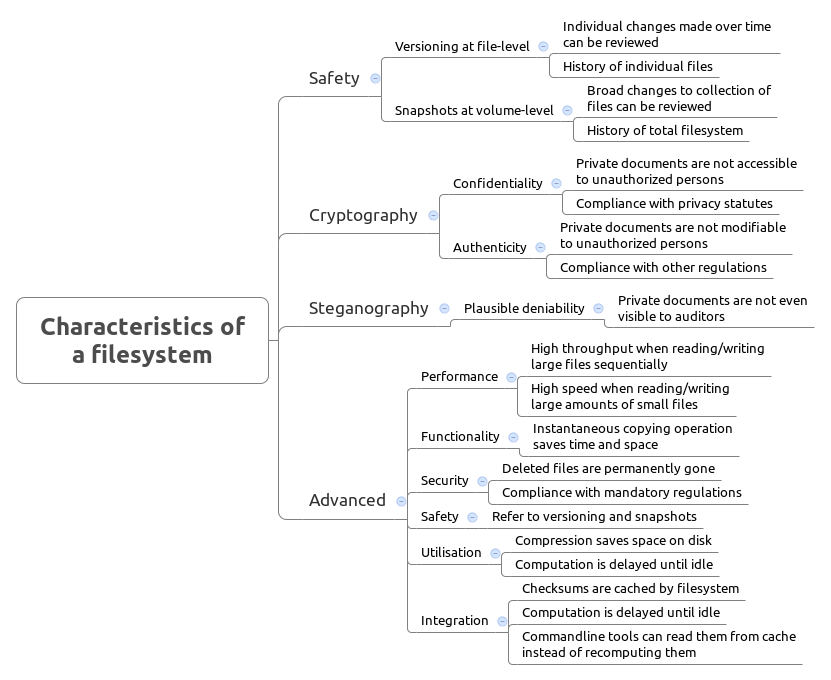 Characteristics of
a filesystem
Safety
Versioning at file-level
Individual changes made over time
can be reviewed
History of individual files
Snapshots at volume-level
Broad changes to collection of
files can be reviewed
History of total filesystem
Cryptography
Confidentiality
Private documents are not accessible
to unauthorized persons
Compliance with privacy statutes
Authenticity
Private documents are not modifiable
to unauthorized persons
Compliance with other regulations
Steganography
Plausible deniability
Private documents are not even
visible to auditors
Advanced
Performance
High throughput when reading/writing
large files sequentially
High speed when reading/writing
large amounts of small files
Functionality
Instantaneous copying operation
saves time and space
Security
Deleted files are permanently gone
Compliance with mandatory regulations
Safety
Refer to versioning and snapshots
Utilisation
Compression saves space on disk
Computation is delayed until idle
Integration
Checksums are cached by filesystem
Computation is delayed until idle
Commandline tools can read them from cache
instead of recomputing them